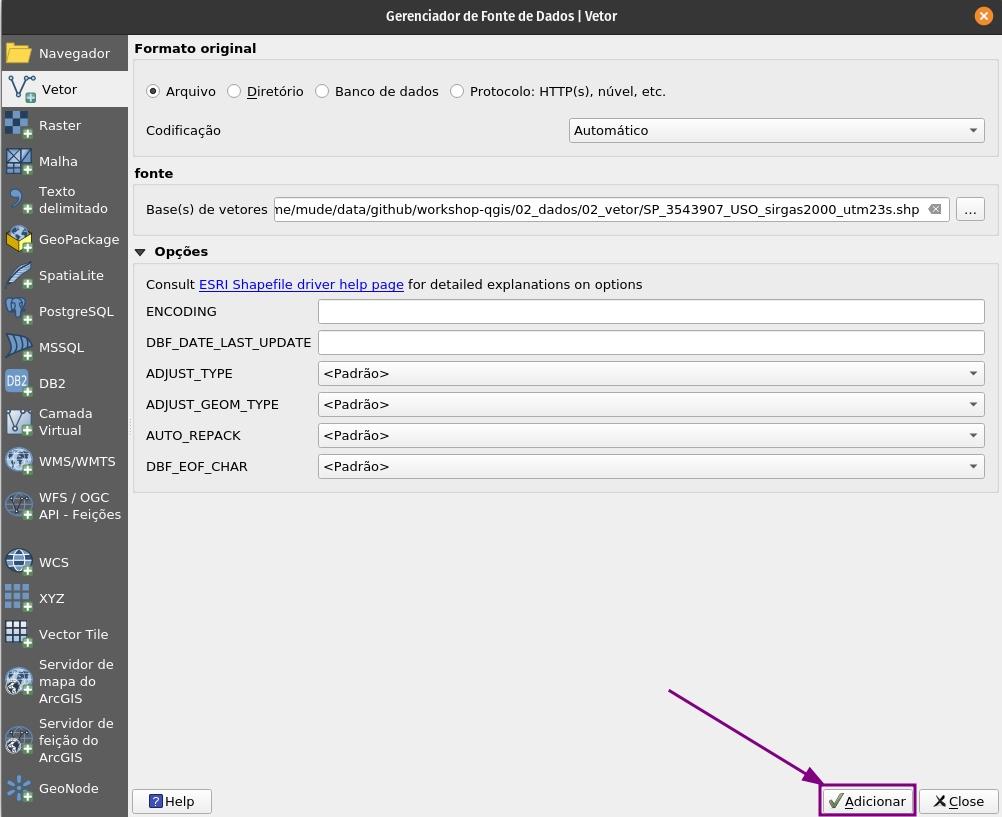 Gerenciador de Fonte de Dados | Vetor
Navegador
Vetor
Raster
Malha
Texto
delimitado
GeoPackage
SpatiaLite
PostgreSQL
MSSQL
DB2
DB2
Camada
Virtual
WMS/WMTS
WFS / OGC
API - Feições
WCS
XYZ
Vector Tile
Servidor de
mapa do
ArcGIS
Servidor de
feição do
ArcGIS
GeoNode
Formato original
Arquivo Diretório Banco de dados Protocolo: HTTP(s), núvel, etc.
Codificação Automático
fonte
Base(s) de vetores ne/mude/data/github/workshop-qgis/02_dados/02_vetor/SP_3543907_USO_sirgas2000_utm23s.shp ...
Opções
Consult ESRI Shapefile driver help page for detailed explanations on options
ENCODING
DBF_DATE_LAST_UPDATE
ADJUST_TYPE <Padrão>
ADJUST_GEOM_TYPE <Padrão>
AUTO_REPACK <Padrão>
DBF_EOF_CHAR <Padrão>
? Help Adicionar Close